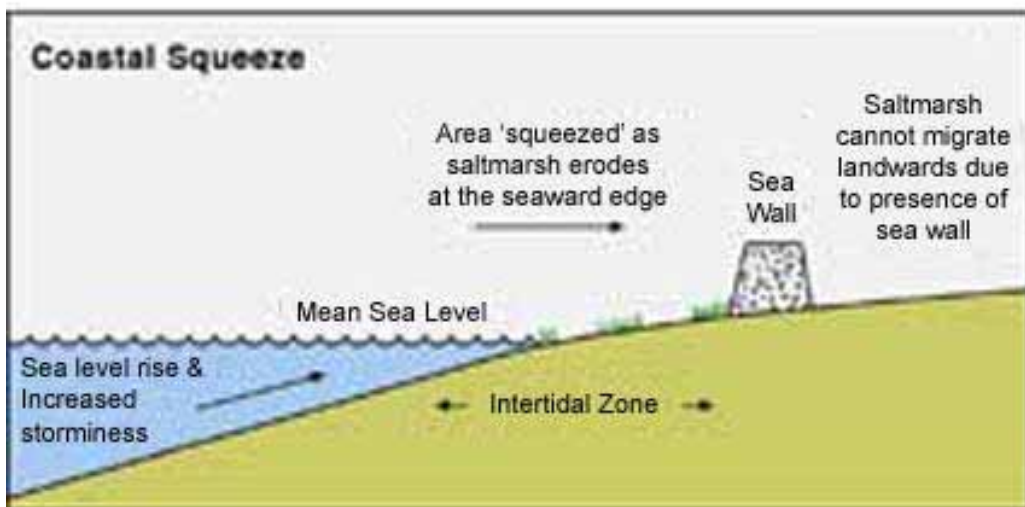 Coastal Squeeze
Area 'squeezed' as
saltmarsh erodes
at the seaward edge
Sea
Wall
Saltmarsh
cannot migrate
landwards due
to presence of
sea wall
Mean Sea Level
Sea level rise &
Increased
storminess
Intertidal Zone